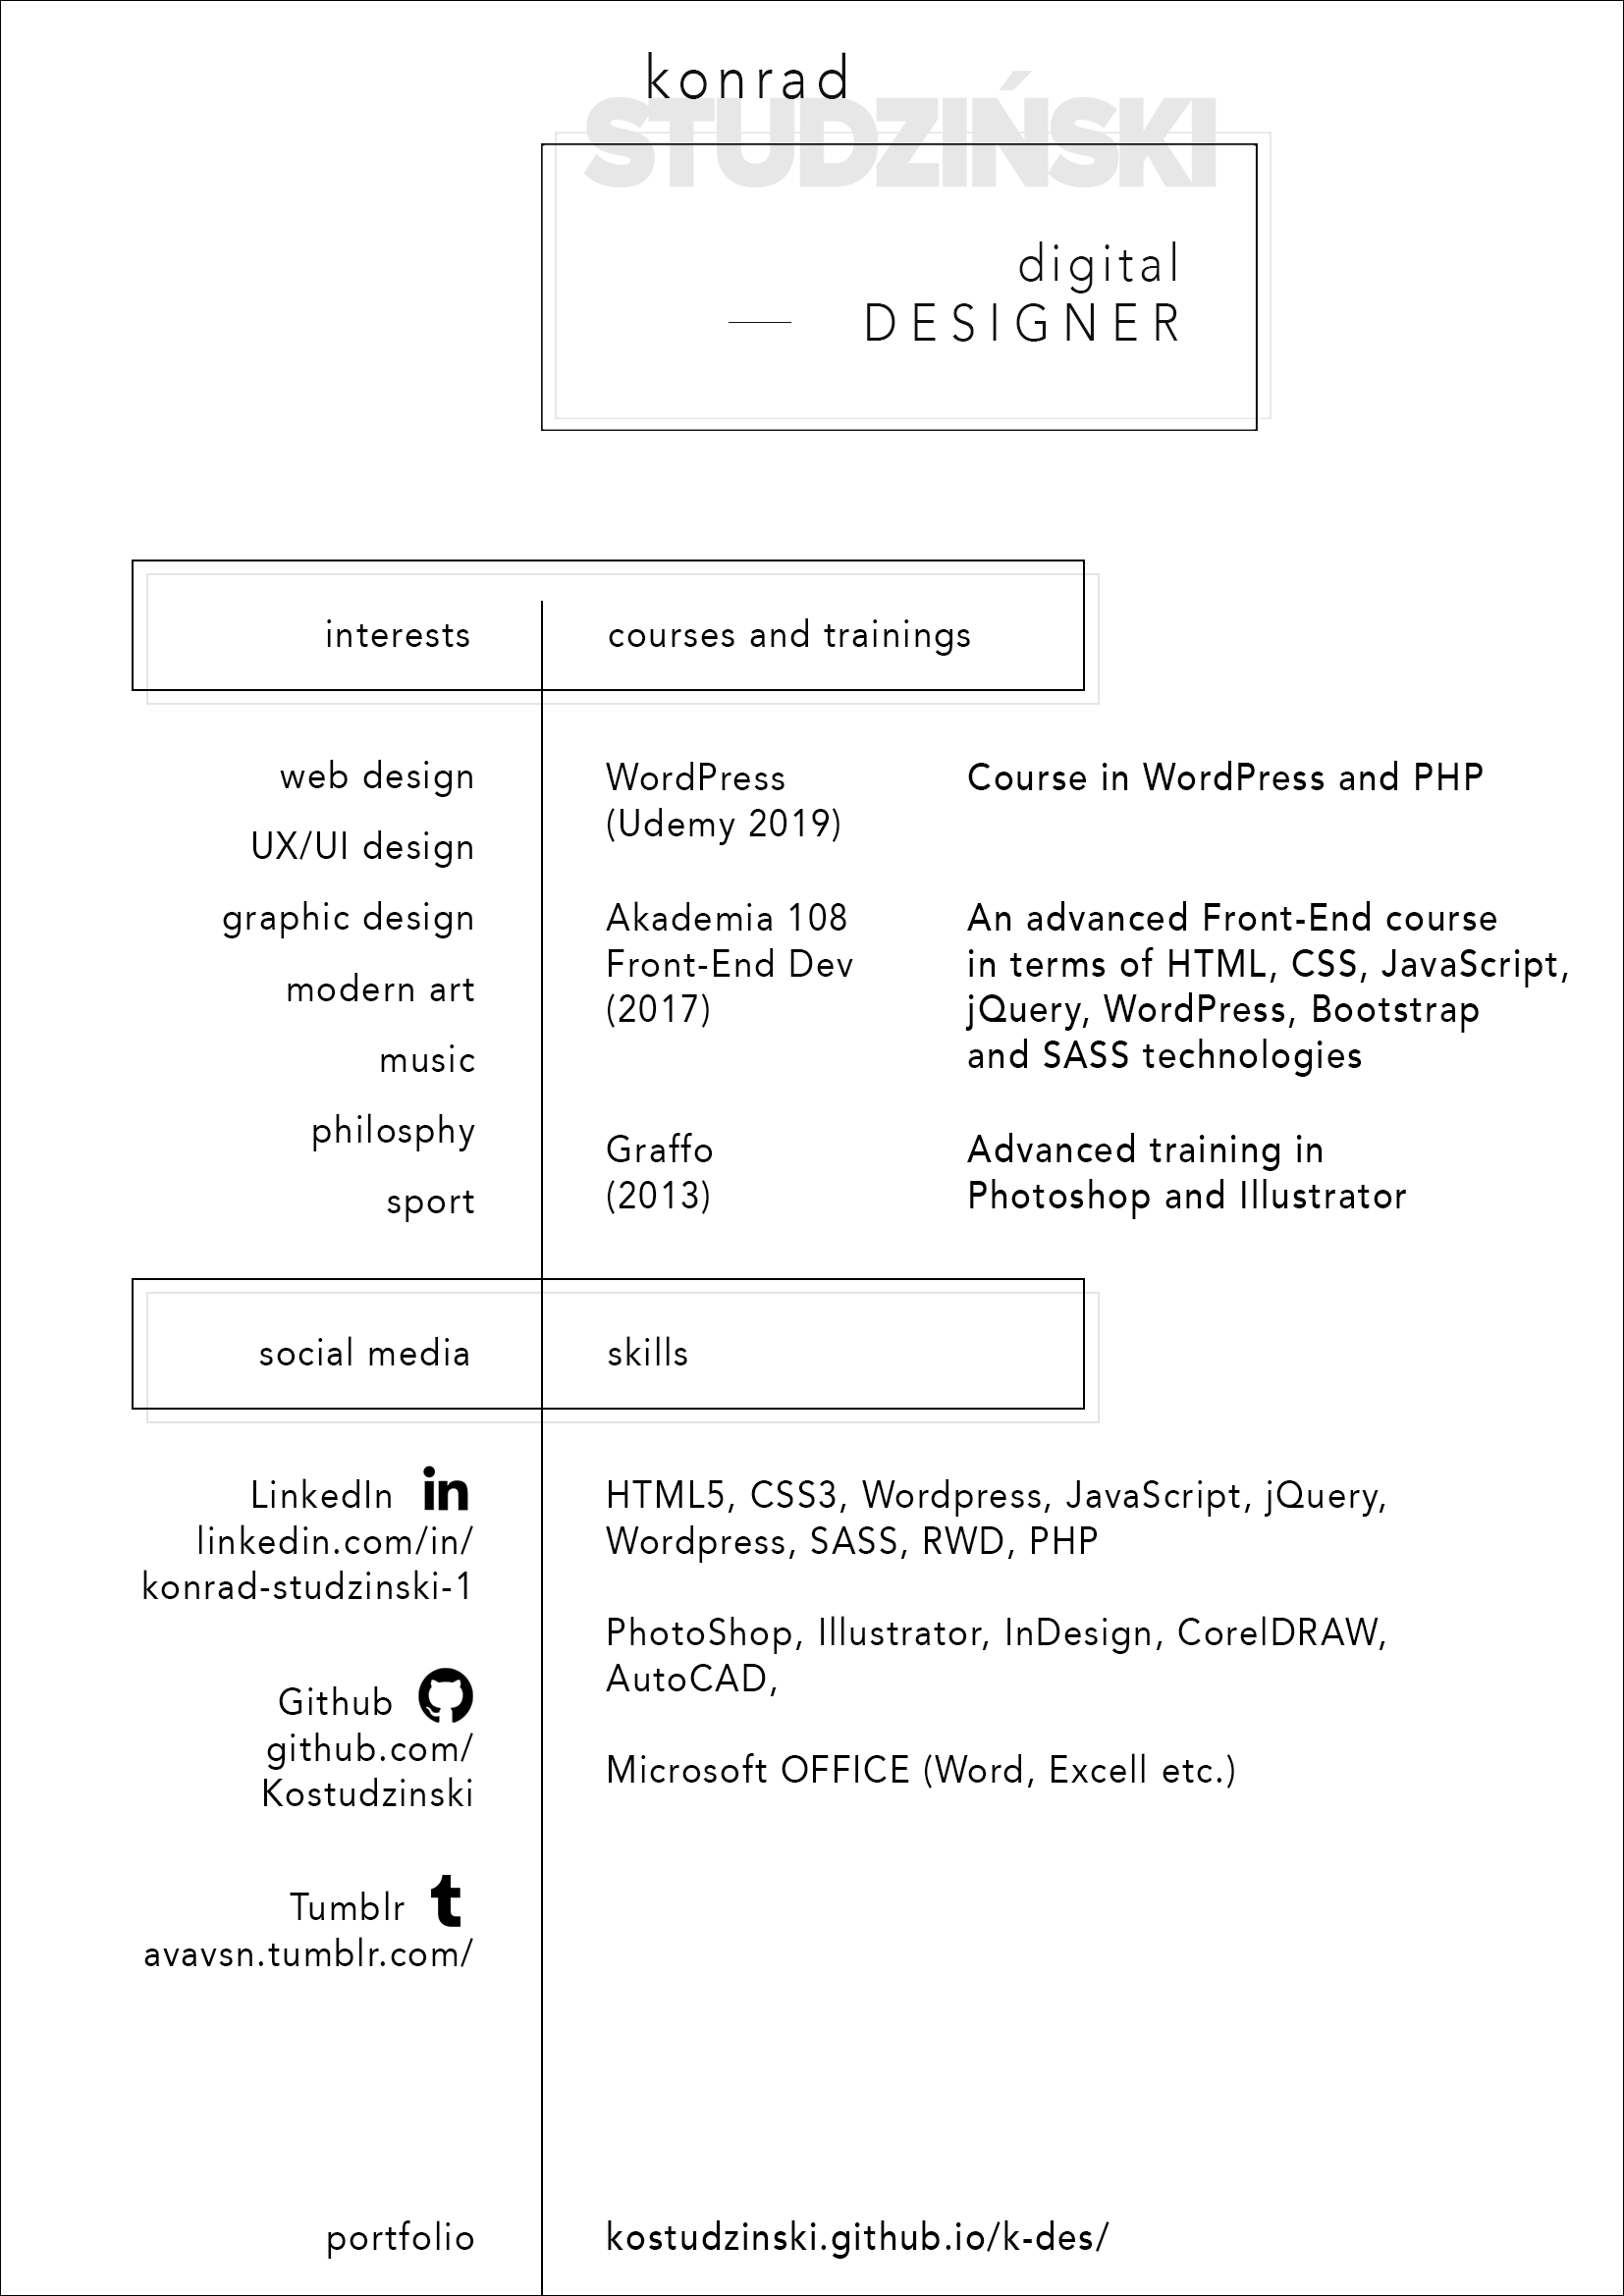 konrad
STUDZIŃSKI
digital
— DESIGNER
interests
courses and trainings
web design
UX/UI design
graphic design
modern art
music
philosphy
sport
WordPress
(Udemy 2019)
Course in WordPress and PHP
Akademia 108
Front-End Dev
(2017)
An advanced Front-End course
in terms of HTML, CSS, JavaScript,
jQuery, WordPress, Bootstrap
and SASS technologies
Graffo
(2013)
Advanced training in
Photoshop and Illustrator
social media
skills
LinkedIn in
linkedin.com/in/
konrad-studzinski-1
Github
github.com/
Kostudzinski
Tumblr t
avavsn.tumblr.com/
HTML5, CSS3, Wordpress, JavaScript, jQuery,
Wordpress, SASS, RWD, PHP
PhotoShop, Illustrator, InDesign, CorelDRAW,
AutoCAD,
Microsoft OFFICE (Word, Excell etc.)
portfolio
kostudzinski.github.io/k-des/